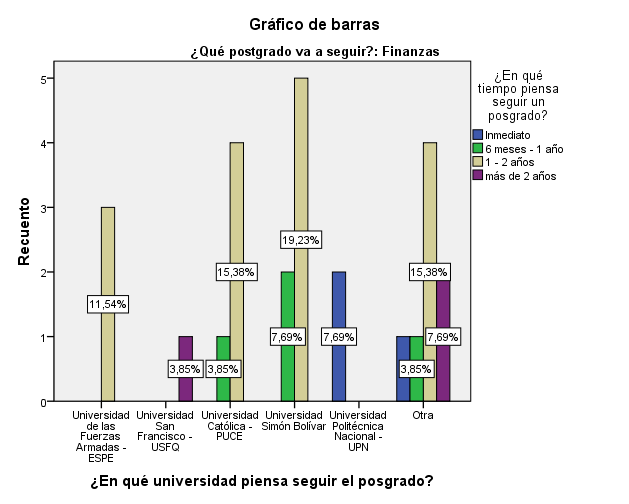 Gráfico de barras
¿Qué postgrado va a seguir?: Finanzas
¿En qué
tiempo piensa
seguir un
posgrado?
Inmediato
6 meses - 1 año
1 - 2 años
más de 2 años
Recuento
5
4
3
2
1
0
11,54%
3,85%
3,85%
15,38%
7,69%
19,23%
7,69%
3,85%
15,38%
7,69%
Universidad
de las
Fuerzas
Armadas -
ESPE
Universidad
San
Francisco -
USFQ
Universidad
Católica -
PUCE
Universidad
Simón Bolívar
Universidad
Politécnica
Nacional -
UPN
Otra
¿En qué universidad piensa seguir el posgrado?